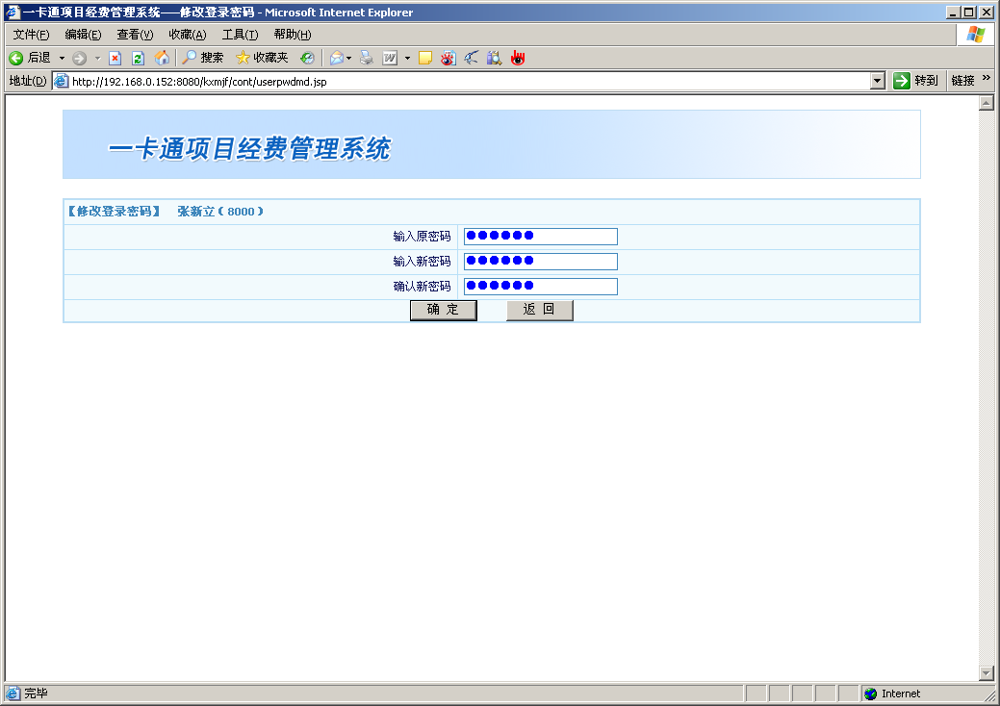 一卡通项目经费管理系统——修改登录密码 - Microsoft Internet Explorer
文件(F) 编辑(E) 查看(V) 收藏(A) 工具(T) 帮助(H)
后退 搜索 收藏夹
地址(D) http://192.168.0.152:8080/kxmjf/cont/userpwdmd.jsp 转到 链接 »
一卡通项目经费管理系统
【修改登录密码】 张新立(8000)
输入原密码 ●●●●●●
输入新密码 ●●●●●●
确认新密码 ●●●●●●
确 定 返 回
完毕 Internet